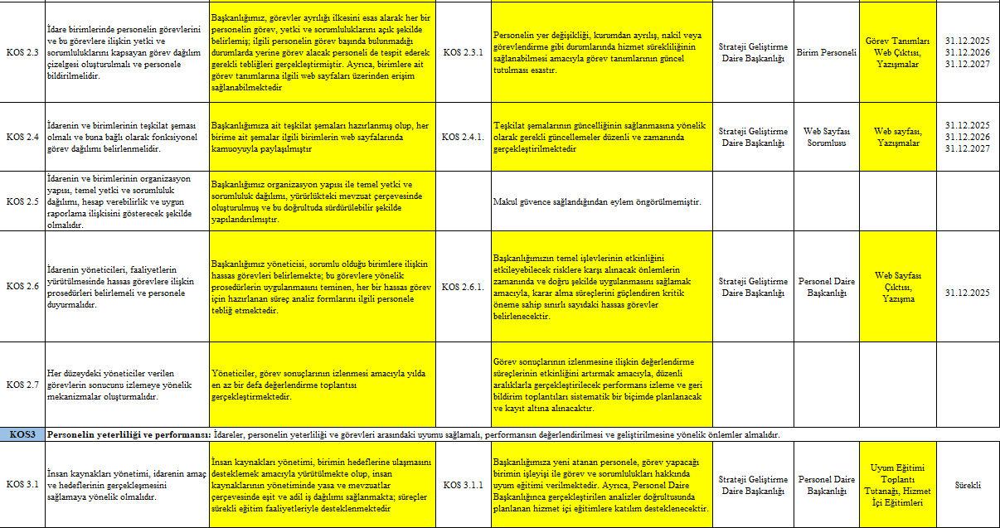 KOS 2.3
İdare birimlerinde personelin görevlerini
ve bu görevlere ilişkin yetki ve
sorumluluklarını kapsayan görev dağılım
çizelgesi oluşturulmalı ve personele
bildirilmelidir.
Başkanlığımız, görevler ayrılığı ilkesini esas alarak her bir
personelin görev, yetki ve sorumluluklarını açık şekilde
belirlemiş; ilgili personelin görev başında bulunmadığı
durumlarda yerine görev alacak personeli de tespit ederek
gerekli tebliğleri gerçekleştirmiştir. Ayrıca, birimlere ait
görev tanımlarına ilgili web sayfaları üzerinden erişim
sağlanabilmektedir
KOS 2.3.1
Personelin yer değişikliği, kurumdan ayrılış, nakil veya
görevlendirme gibi durumlarında hizmet sürekliliğinin
sağlanabilmesi amacıyla görev tanımlarının güncel
tutulması esastır.
Strateji Geliştirme
Daire Başkanlığı
Birim Personeli
Görev Tanımları
Web Çıktısı,
Yazışmalar
31.12.2025
31.12.2026
31.12.2027
KOS 2.4
İdarenin ve birimlerinin teşkilat şeması
olmalı ve buna bağlı olarak fonksiyonel
görev dağılımı belirlenmelidir.
Başkanlığımıza ait teşkilat şemaları hazırlanmış olup, her
birime ait şemalar ilgili birimlerin web sayfalarında
kamuoyuyla paylaşılmıştır
KOS 2.4.1.
Teşkilat şemalarının güncelliğinin sağlanmasına yönelik
olarak gerekli güncellemeler düzenli ve zamanında
gerçekleştirilmektedir
Strateji Geliştirme
Daire Başkanlığı
Web Sayfası
Sorumlusu
Web sayfası,
Yazışmalar
31.12.2025
31.12.2026
31.12.2027
KOS 2.5
İdarenin ve birimlerinin organizasyon
yapısı, temel yetki ve sorumluluk
dağılımı, hesap verebilirlik ve uygun
raporlama ilişkisini gösterecek şekilde
olmalıdır.
Başkanlığımız organizasyon yapısı ile temel yetki ve
sorumluluk dağılımı, yürürlükteki mevzuat çerçevesinde
oluşturulmuş ve bu doğrultuda sürdürülebilir şekilde
yapılandırılmıştır.
Makul güvence sağlandığından eylem öngörülmemiştir.
KOS 2.6
İdarenin yöneticileri, faaliyetlerin
yürütülmesinde hassas görevlere ilişkin
prosedürleri belirlemeli ve personele
duyurmalıdır.
Başkanlığımız yöneticisi, sorumlu olduğu birimlere ilişkin
hassas görevleri belirlemekte; bu görevlere yönelik
prosedürlerin uygulanmasını teminen, her bir hassas görev
için hazırlanan süreç analiz formlarını ilgili personele
tebliğ etmektedir.
KOS 2.6.1.
Başkanlığımızın temel işlevlerinin etkinliğini
etkileyebilecek risklere karşı alınacak önlemlerin
zamanında ve doğru şekilde uygulanmasını sağlamak
amacıyla, karar alma süreçlerini güçlendiren kritik
öneme sahip sınırlı sayıdaki hassas görevler
belirlenecektir.
Strateji Geliştirme
Daire Başkanlığı
Personel Daire
Başkanlığı
Web Sayfası
Çıktısı,
Yazışma
31.12.2025
KOS 2.7
Her düzeydeki yöneticiler verilen
görevlerin sonucunu izlemeye yönelik
mekanizmalar oluşturmalıdır.
Yöneticiler, görev sonuçlarının izlenmesi amacıyla yılda
en az bir defa değerlendirme toplantısı
gerçekleştirmektedir.
Görev sonuçlarının izlenmesine ilişkin değerlendirme
süreçlerinin etkinliğini artırmak amacıyla, düzenli
aralıklarla gerçekleştirilecek performans izleme ve geri
bildirim toplantıları sistematik bir biçimde planlanacak
ve kayıt altına alınacaktır.
KOS3
Personelin yeterliliği ve performansı: İdareler, personelin yeterliliği ve görevleri arasındaki uyumu sağlamalı, performansın değerlendirilmesi ve geliştirilmesine yönelik önlemler almalıdır.
KOS 3.1
İnsan kaynakları yönetimi, idarenin amaç
ve hedeflerinin gerçekleşmesini
sağlamaya yönelik olmalıdır.
İnsan kaynakları yönetimi, birimin hedeflerine ulaşmasını
desteklemek amacıyla yürütülmekte olup, insan
kaynaklarının yönetiminde yasa ve mevzuatlar
çerçevesinde eşit ve adil iş dağılımı sağlanmakta; süreçler
sürekli eğitim faaliyetleriyle desteklenmektedir
KOS 3.1.1
Başkanlığımıza yeni atanan personele, görev yapacağı
birimin işleyişi ile görev ve sorumlulukları hakkında
uyum eğitimi verilmektedir. Ayrıca, Personel Daire
Başkanlığınca gerçekleştirilen analizler doğrultusunda
planlanan hizmet içi eğitimlere katılım desteklenecektir.
Strateji Geliştirme
Daire Başkanlığı
Personel Daire
Başkanlığı
Uyum Eğitimi
Toplantı
Tutanağı, Hizmet
İçi Eğitimleri
Sürekli